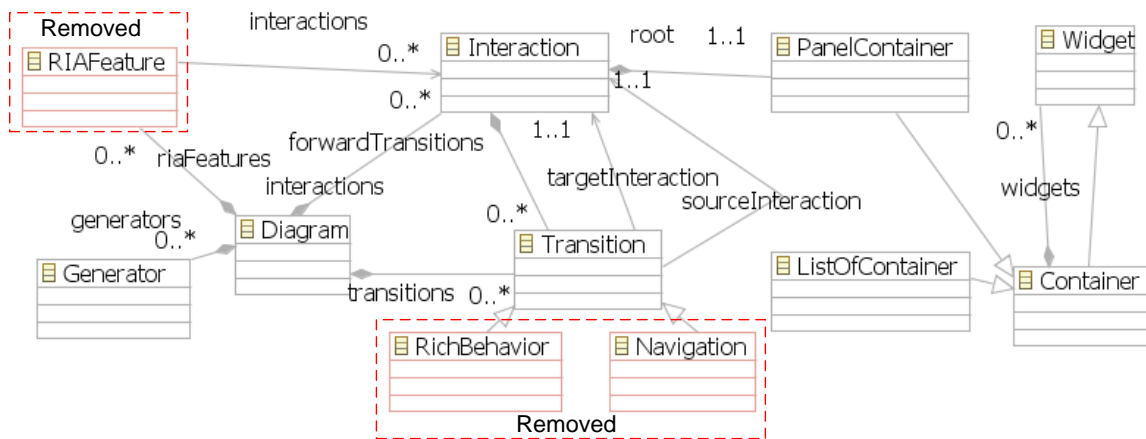 Removed
interactions
RIAFeature
0..*
Interaction
root
1..1
PanelContainer
Widget
0..*
1..1
0..*
0..*
riaFeatures
forwardTransitions
1..1
0..*
interactions
targetInteraction
sourceInteraction
widgets
generators
0..*
Diagram
0..*
Transition
Generator
transitions
0..*
ListOfContainer
Container
RichBehavior
Navigation
Removed